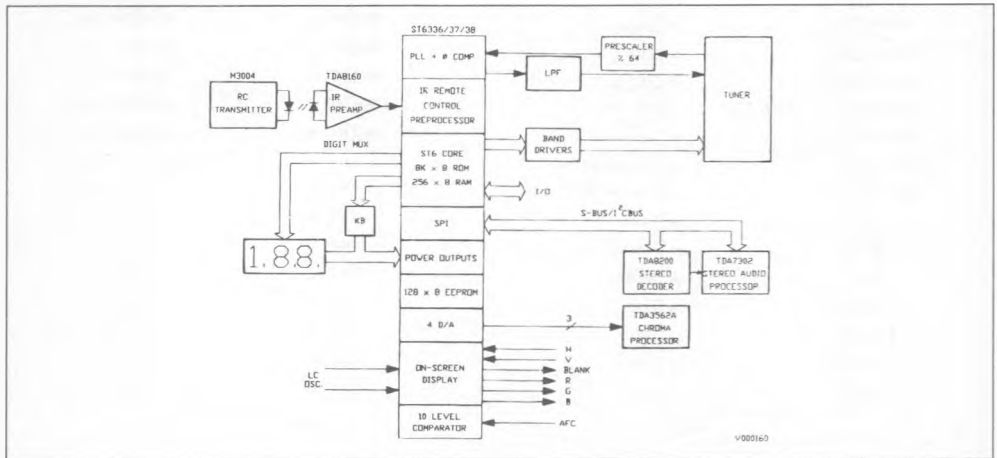 ST6336/37/38
PLL + ø COMP
PRESCALER
% 64
LPF
TUNER
M3004
RC
TRANSMITTER
TDA8160
IR
PREAMP
IR REMOTE
CONTROL
PREPROCESSOR
DIGIT MUX
ST6 CORE
8K × 8 ROM
256 × 8 RAM
BAND
DRIVERS
I/O
KB
SPI
S-BUS/I²CBUS
1.8.8.
POWER OUTPUTS
TDA8200
STEREO
DECODER
TDA7302
STEREO AUDIO
PROCESSOR
128 × 8 EEPROM
4 D/A
3
TDA3562A
CHROMA
PROCESSOR
LC
OSC.
ON-SCREEN
DISPLAY
H
V
BLANK
R
G
B
10 LEVEL
COMPARATOR
AFC
V000160